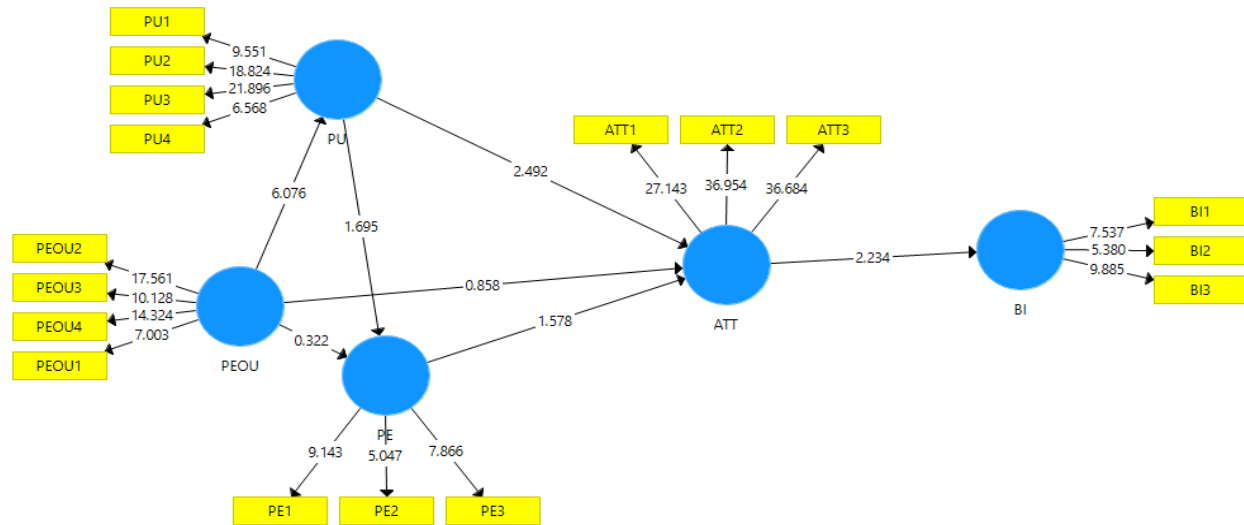 PU1
PU2
PU3
PU4
9.551
18.824
21.896
6.568
PU
ATT1
ATT2
ATT3
27.143
36.954
36.684
2.492
6.076
1.695
PEOU2
PEOU3
PEOU4
PEOU1
17.561
10.128
14.324
7.003
PEOU
0.858
0.322
1.578
ATT
2.234
BI
7.537
5.380
9.885
BI1
BI2
BI3
PE
9.143
5.047
7.866
PE1
PE2
PE3